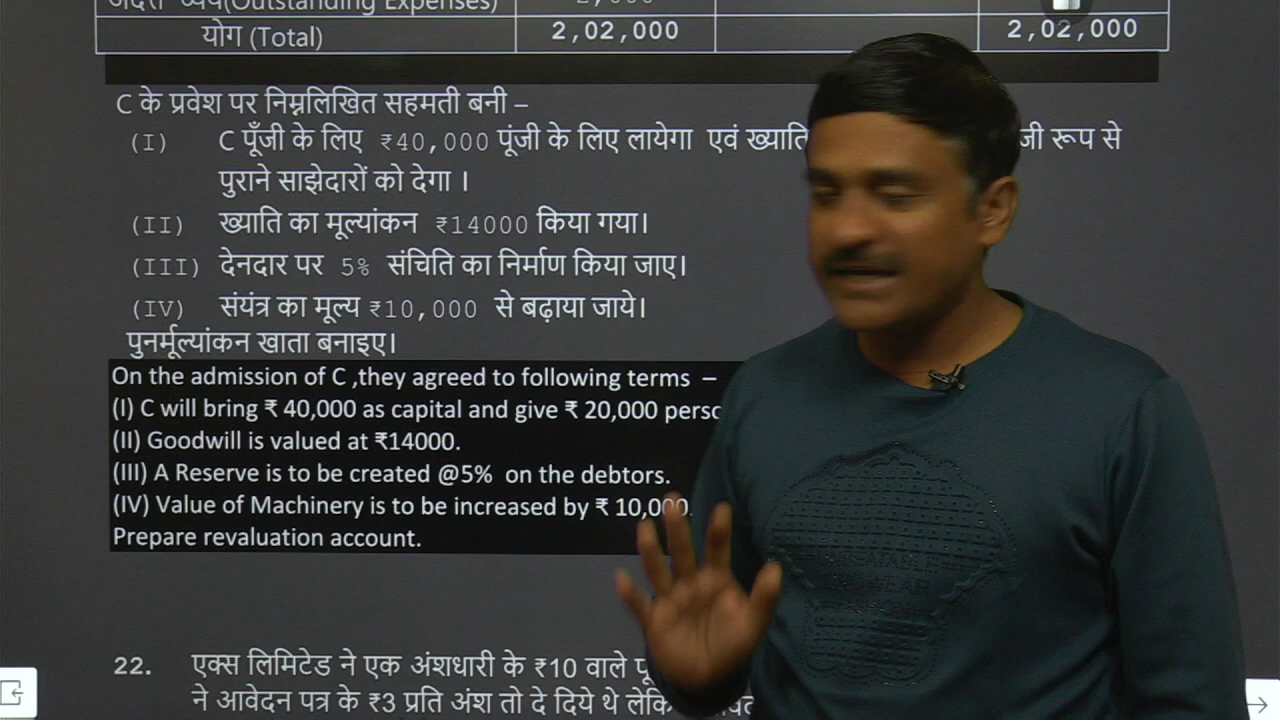 अदत्त व्यय(Outstanding Expenses)
योग (Total) 2,02,000 2,02,000
C के प्रवेश पर निम्नलिखित सहमती बनी –
(I) C पूँजी के लिए ₹40,000 पूंजी के लिए लायेगा एवं ख्याति रूप से
पुराने साझेदारों को देगा ।
(II) ख्याति का मूल्यांकन ₹14000 किया गया।
(III) देनदार पर 5% संचिति का निर्माण किया जाए।
(IV) संयंत्र का मूल्य ₹10,000 से बढ़ाया जाये।
पुनर्मूल्यांकन खाता बनाइए।
On the admission of C ,they agreed to following terms –
(I) C will bring ₹ 40,000 as capital and give ₹ 20,000
(II) Goodwill is valued at ₹14000.
(III) A Reserve is to be created @5% on the debtors.
(IV) Value of Machinery is to be increased by ₹ 10,000.
Prepare revaluation account.
22. एक्स लिमिटेड ने एक अंशधारी के ₹10 वाले
ने आवेदन पत्र के ₹3 प्रति अंश तो दे दिये थे